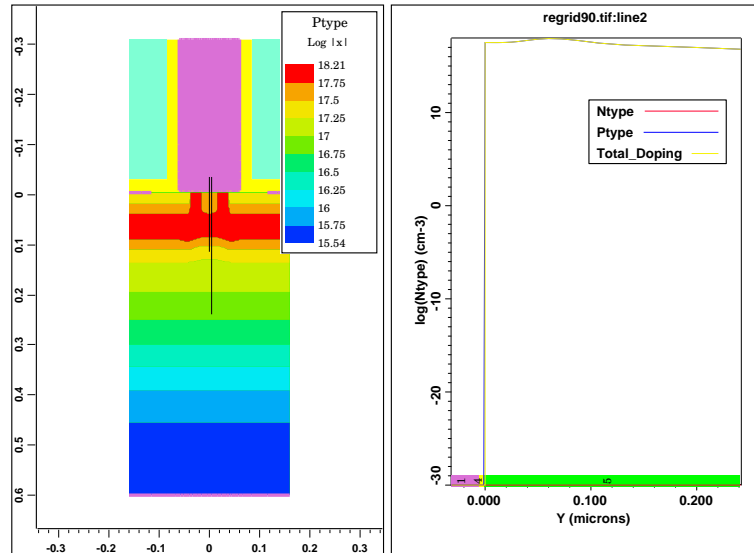 Ptype
Log |x|
18.21
17.75
17.5
17.25
17
16.75
16.5
16.25
16
15.75
15.54
-0.3
-0.2
-0.1
0
0.1
0.2
0.3
0.4
0.5
0.6
-0.3 -0.2 -0.1 0 0.1 0.2 0.3
regrid90.tif:line2
Ntype
Ptype
Total_Doping
log(Ntype) (cm-3)
10
0
-10
-20
-30
1 4 5
0.000 0.100 0.200
Y (microns)